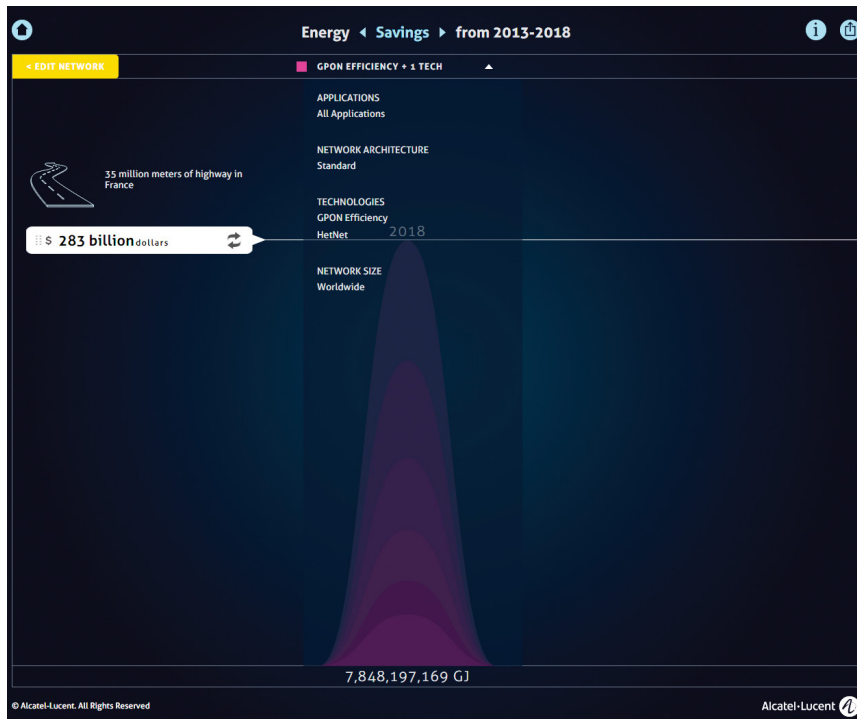 Energy Savings from 2013-2018
< EDIT NETWORK
GPON EFFICIENCY + 1 TECH
APPLICATIONS
All Applications
NETWORK ARCHITECTURE
Standard
35 million meters of highway in
France
TECHNOLOGIES
GPON Efficiency
HetNet
2018
$ 283 billion dollars
NETWORK SIZE
Worldwide
7,848,197,169 GJ
© Alcatel-Lucent. All Rights Reserved
Alcatel·Lucent